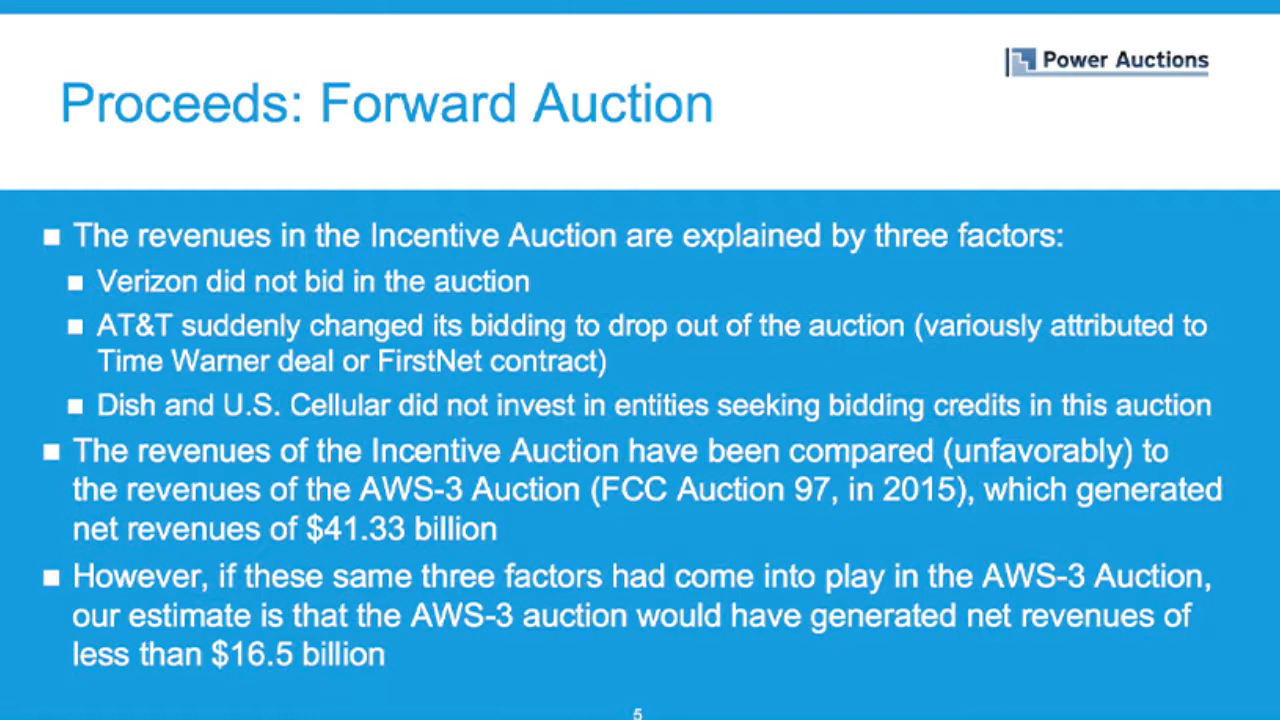 Power Auctions
Proceeds: Forward Auction
The revenues in the Incentive Auction are explained by three factors:
Verizon did not bid in the auction
AT&T suddenly changed its bidding to drop out of the auction (variously attributed to
Time Warner deal or FirstNet contract)
Dish and U.S. Cellular did not invest in entities seeking bidding credits in this auction
The revenues of the Incentive Auction have been compared (unfavorably) to
the revenues of the AWS-3 Auction (FCC Auction 97, in 2015), which generated
net revenues of $41.33 billion
However, if these same three factors had come into play in the AWS-3 Auction,
our estimate is that the AWS-3 auction would have generated net revenues of
less than $16.5 billion
5